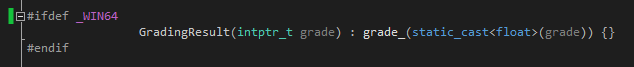 #ifdef _WIN64
GradingResult(intptr_t grade) : grade_(static_cast<float>(grade)) {}
#endif